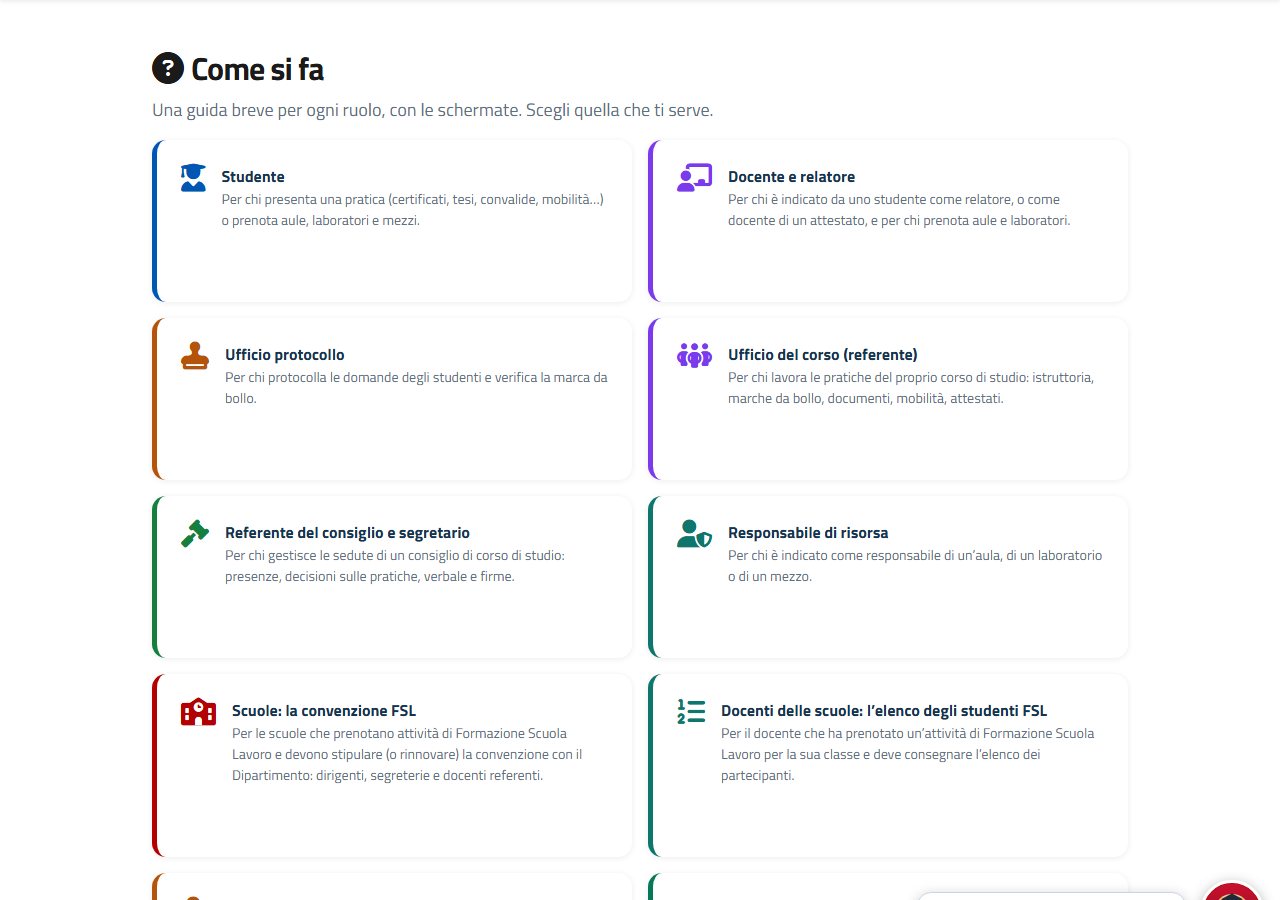 Come si fa
Una guida breve per ogni ruolo, con le schermate. Scegli quella che ti serve.
Studente
Per chi presenta una pratica (certificati, tesi, convalide, mobilità…)
o prenota aule, laboratori e mezzi.
Docente e relatore
Per chi è indicato da uno studente come relatore, o come
docente di un attestato, e per chi prenota aule e laboratori.
Ufficio protocollo
Per chi protocolla le domande degli studenti e verifica la marca da
bollo.
Ufficio del corso (referente)
Per chi lavora le pratiche del proprio corso di studio: istruttoria,
marche da bollo, documenti, mobilità, attestati.
Referente del consiglio e segretario
Per chi gestisce le sedute di un consiglio di corso di studio:
presenze, decisioni sulle pratiche, verbale e firme.
Responsabile di risorsa
Per chi è indicato come responsabile di un’aula, di un laboratorio
o di un mezzo.
Scuole: la convenzione FSL
Per le scuole che prenotano attività di Formazione Scuola
Lavoro e devono stipulare (o rinnovare) la convenzione con il
Dipartimento: dirigenti, segreterie e docenti referenti.
Docenti delle scuole: l’elenco degli studenti FSL
Per il docente che ha prenotato un’attività di Formazione Scuola
Lavoro per la sua classe e deve consegnare l’elenco dei
partecipanti.